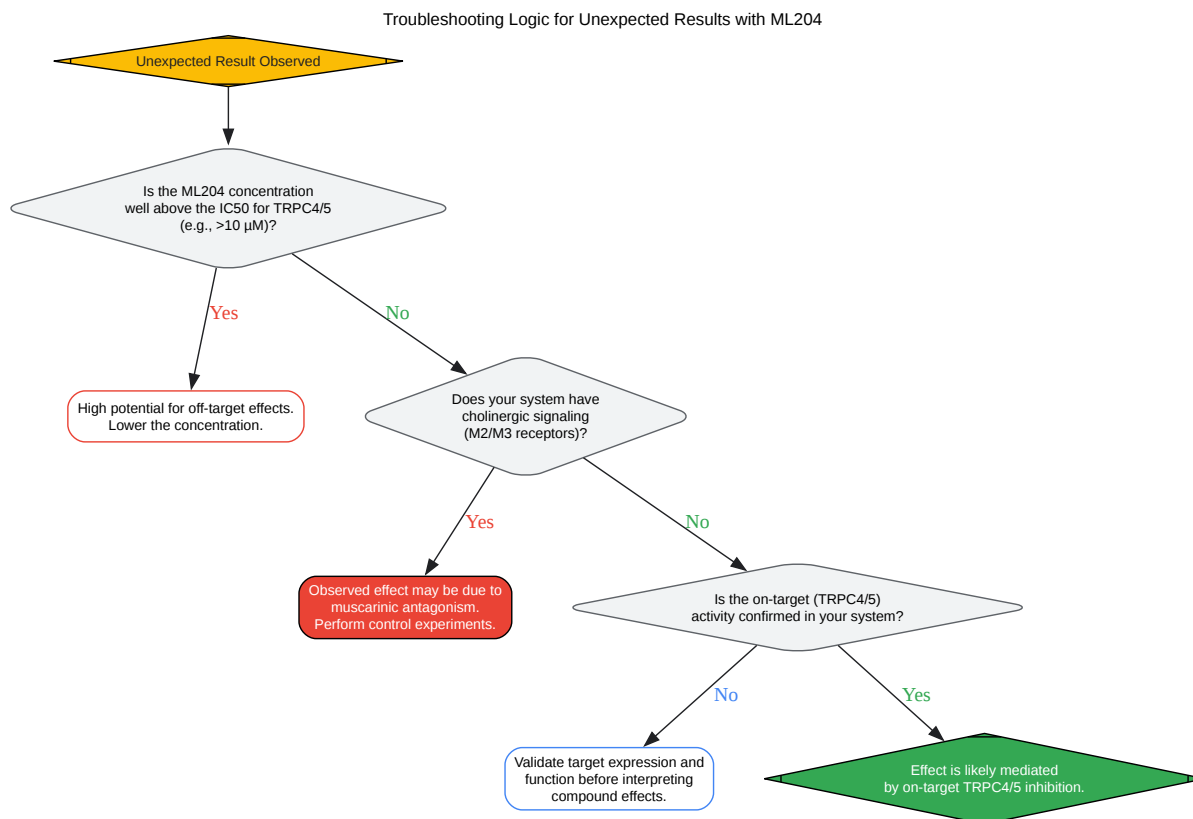 Troubleshooting Logic for Unexpected Results with ML204
Unexpected Result Observed
Is the ML204 concentration
well above the IC50 for TRPC4/5
(e.g., >10 µM)?
Yes
No
High potential for off-target effects.
Lower the concentration.
Does your system have
cholinergic signaling
(M2/M3 receptors)?
Yes
No
Observed effect may be due to
muscarinic antagonism.
Perform control experiments.
Is the on-target (TRPC4/5)
activity confirmed in your system?
No
Yes
Validate target expression and
function before interpreting
compound effects.
Effect is likely mediated
by on-target TRPC4/5 inhibition.